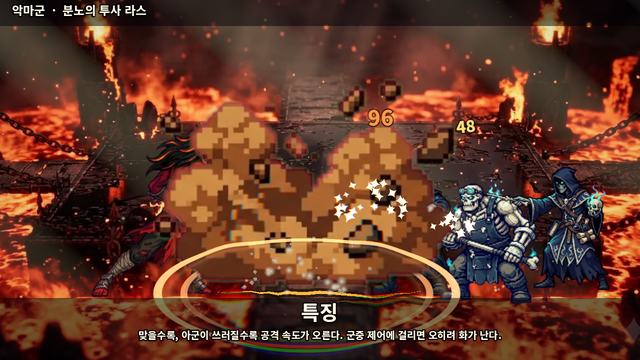 악마군 · 분노의 투사 라스
96
48
특징
맞을수록, 아군이 쓰러질수록 공격 속도가 오른다. 군중 제어에 걸리면 오히려 화가 난다.